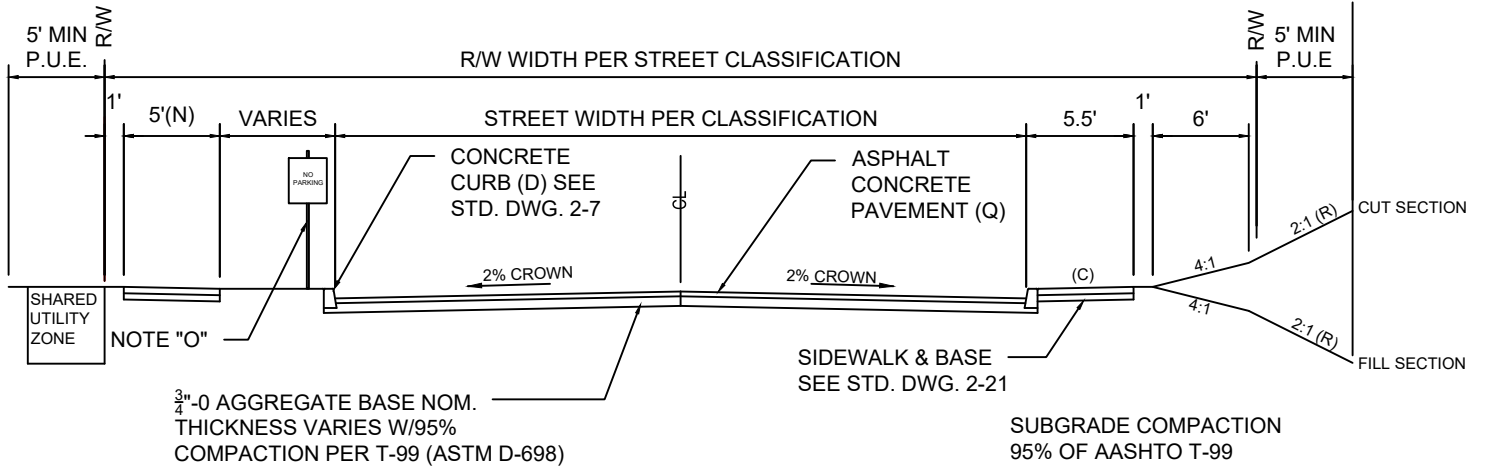 5' MIN
P.U.E.
R/W
R/W WIDTH PER STREET CLASSIFICATION
R/W
5' MIN
P.U.E
1'
5'(N)
VARIES
STREET WIDTH PER CLASSIFICATION
5.5'
1'
6'
NO
PARKING
CONCRETE
CURB (D) SEE
STD. DWG. 2-7
CL
ASPHALT
CONCRETE
PAVEMENT (Q)
2:1 (R)
CUT SECTION
4:1
2% CROWN
2% CROWN
(C)
SHARED
UTILITY
ZONE
NOTE "O"
4:1
2:1 (R)
FILL SECTION
SIDEWALK & BASE
SEE STD. DWG. 2-21
3/4"-0 AGGREGATE BASE NOM.
THICKNESS VARIES W/95%
COMPACTION PER T-99 (ASTM D-698)
SUBGRADE COMPACTION
95% OF AASHTO T-99